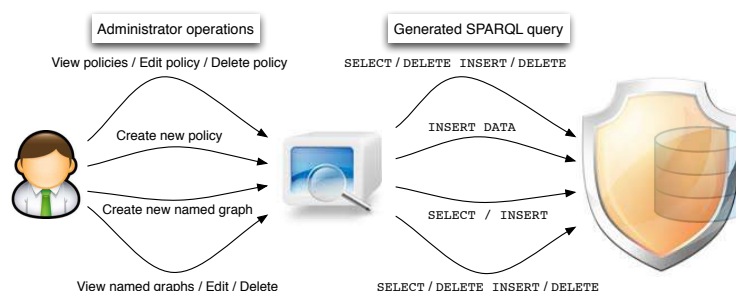 Administrator operations
Generated SPARQL query
View policies / Edit policy / Delete policy
SELECT / DELETE INSERT / DELETE
Create new policy
INSERT DATA
Create new named graph
SELECT / INSERT
View named graphs / Edit / Delete
SELECT / DELETE INSERT / DELETE